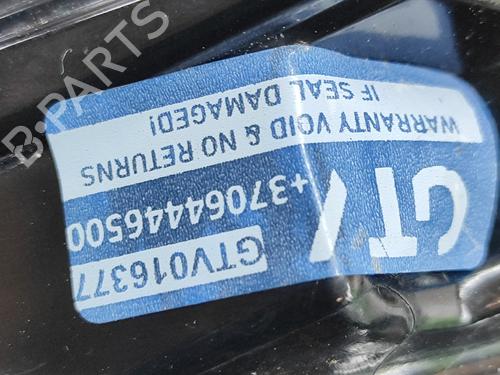 GTV
GTV016377
+37064446500
WARRANTY VOID & NO RETURNS
IF SEAL DAMAGED!
B-PARTS